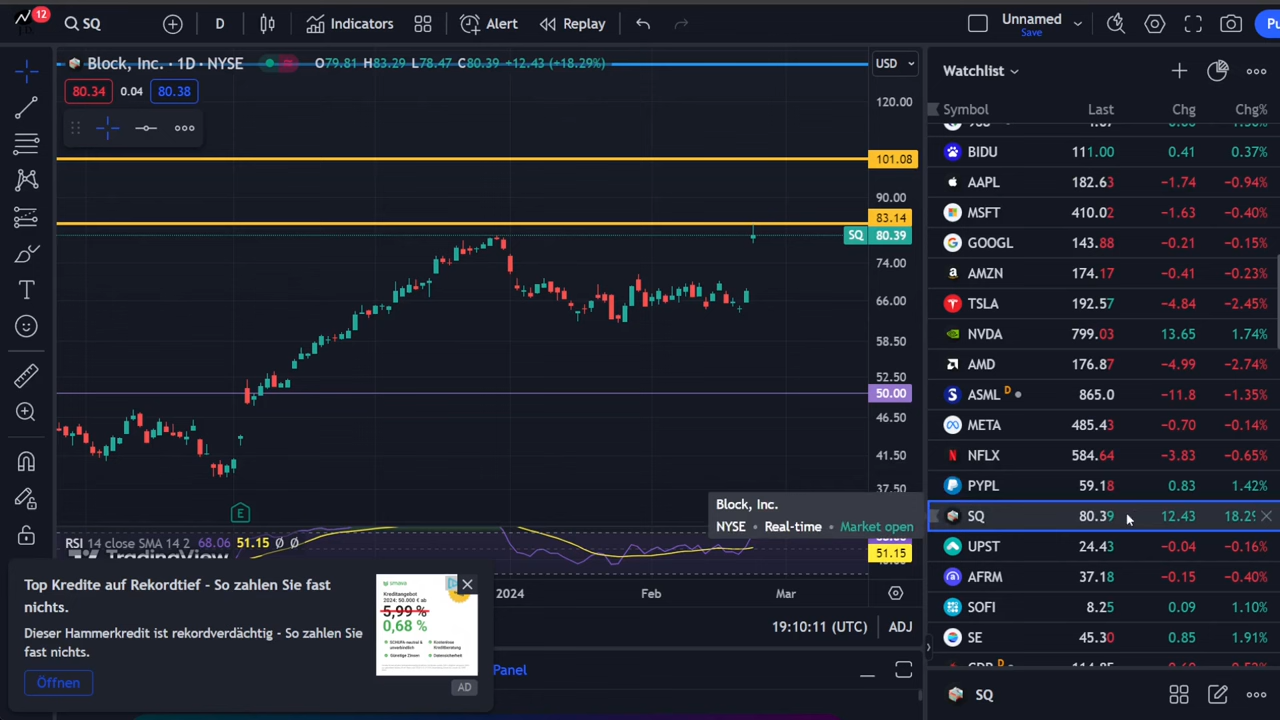 12
SQ
D
Indicators
Alert
Replay
Unnamed
Save
Block, Inc. · 1D · NYSE
O79.81 H83.29 L78.47 C80.39 +12.43 (+18.29%)
80.34 0.04 80.38
USD
120.00
101.08
90.00
83.14
SQ 80.39
74.00
66.00
58.50
52.50
50.00
46.50
41.50
37.50
E
Block, Inc.
NYSE • Real-time • Market open
RSI 14 close SMA 14 2 68.06 51.15 Ø Ø
51.15
TradingView
2024 Feb Mar
19:10:11 (UTC) ADJ
Panel
Top Kredite auf Rekordtief - So zahlen Sie fast
nichts.
Dieser Hammerkredit ist rekordverdächtig - So zahlen Sie
fast nichts.
Öffnen
smava
Kreditangebot
2024: 50.000 € ab
5,99 %
0,68 %
AD
Watchlist
Symbol Last Chg Chg%
BIDU 111.00 0.41 0.37%
AAPL 182.63 −1.74 −0.94%
MSFT 410.02 −1.63 −0.40%
GOOGL 143.88 −0.21 −0.15%
AMZN 174.17 −0.41 −0.23%
TSLA 192.57 −4.84 −2.45%
NVDA 799.03 13.65 1.74%
AMD 176.87 −4.99 −2.74%
ASML D 865.0 −11.8 −1.35%
META 485.43 −0.70 −0.14%
NFLX 584.64 −3.83 −0.65%
PYPL 59.18 0.83 1.42%
SQ 80.39 12.43 18.29
UPST 24.43 −0.04 −0.16%
AFRM 37.18 −0.15 −0.40%
SOFI 8.25 0.09 1.10%
SE 45.23 0.85 1.91%
SQ